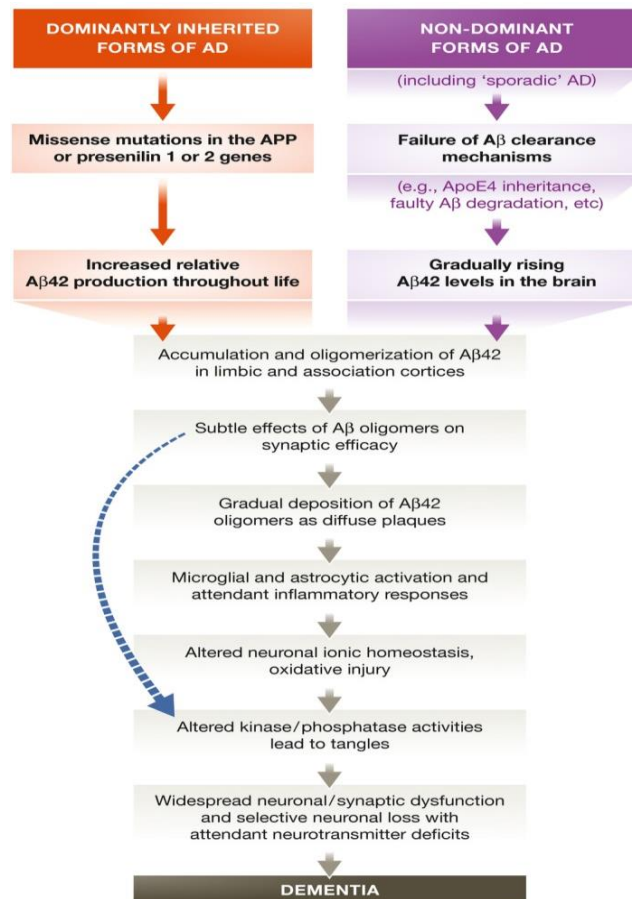 DOMINANTLY INHERITED
FORMS OF AD
Missense mutations in the APP
or presenilin 1 or 2 genes
Increased relative
Aβ42 production throughout life
NON-DOMINANT
FORMS OF AD
(including ‘sporadic’ AD)
Failure of Aβ clearance
mechanisms
(e.g., ApoE4 inheritance,
faulty Aβ degradation, etc)
Gradually rising
Aβ42 levels in the brain
Accumulation and oligomerization of Aβ42
in limbic and association cortices
Subtle effects of Aβ oligomers on
synaptic efficacy
Gradual deposition of Aβ42
oligomers as diffuse plaques
Microglial and astrocytic activation and
attendant inflammatory responses
Altered neuronal ionic homeostasis,
oxidative injury
Altered kinase/phosphatase activities
lead to tangles
Widespread neuronal/synaptic dysfunction
and selective neuronal loss with
attendant neurotransmitter deficits
DEMENTIA